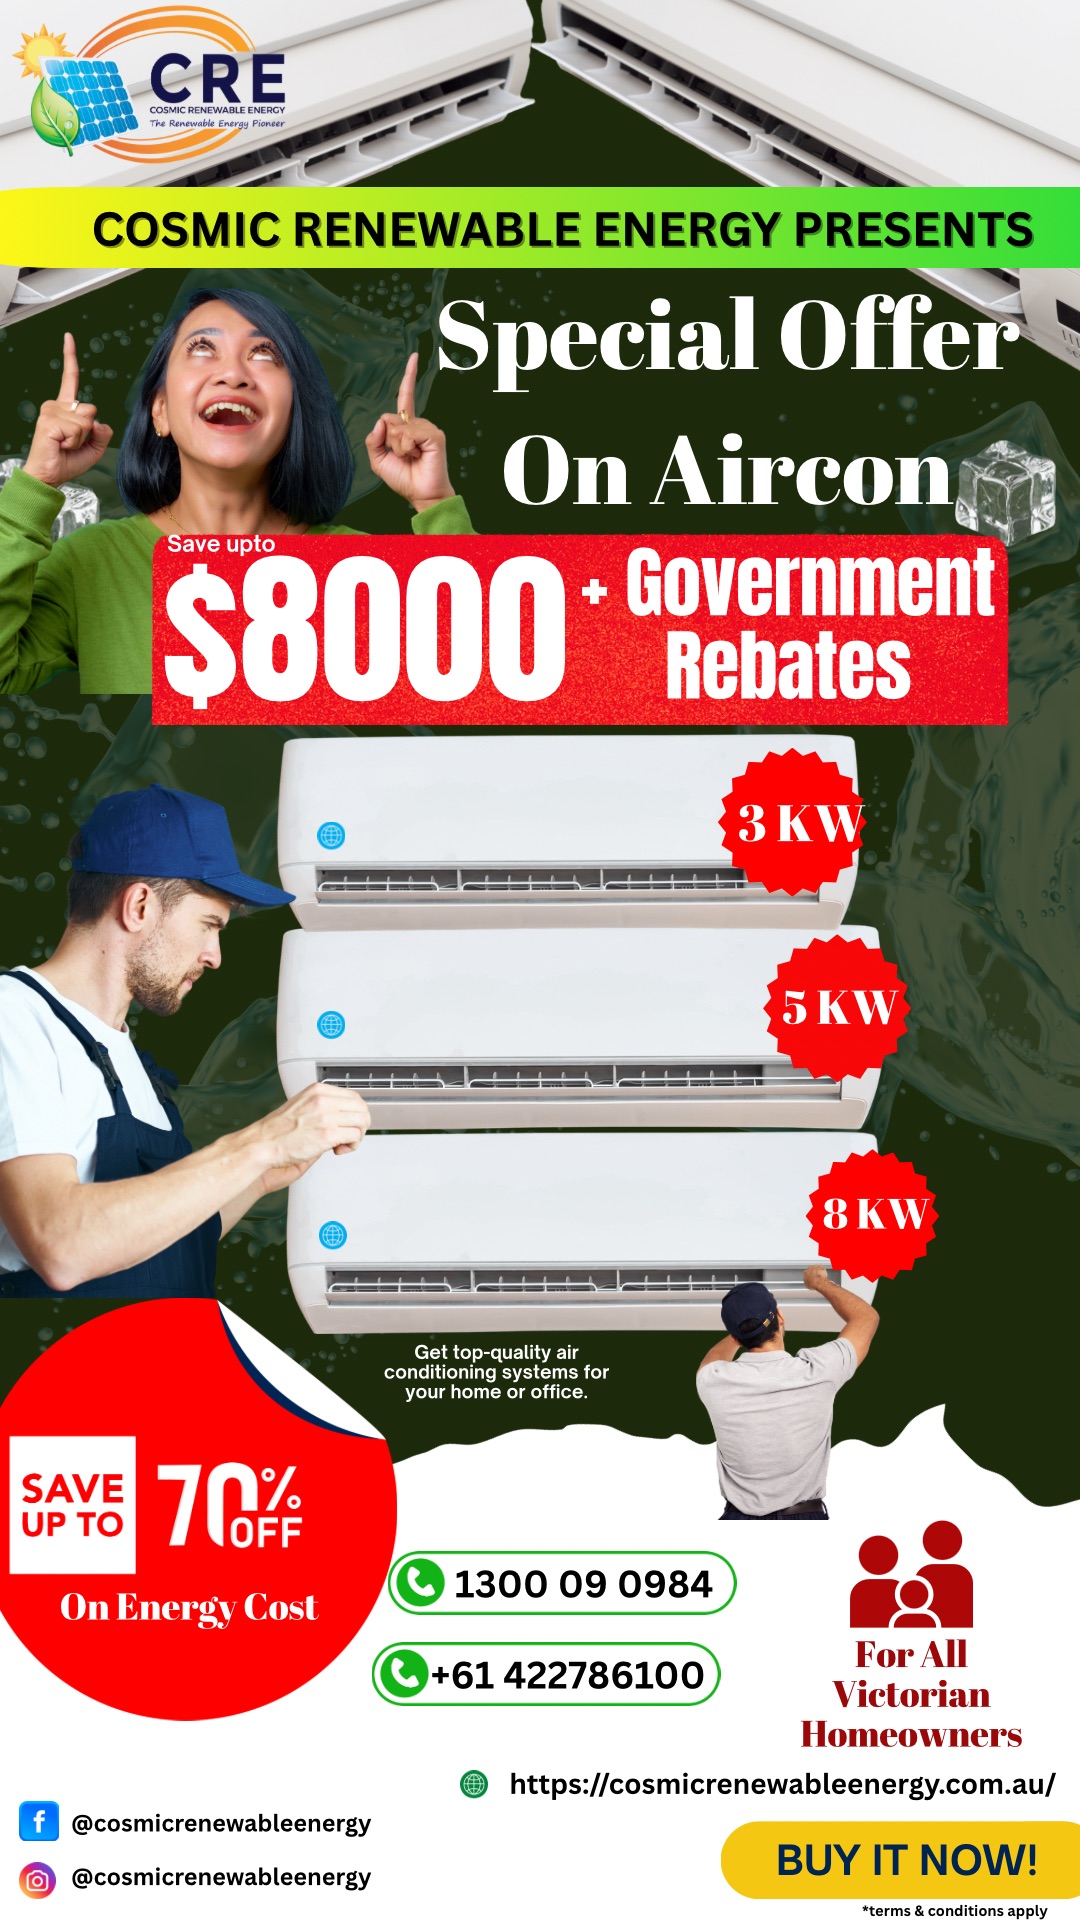 CRE
COSMIC RENEWABLE ENERGY
The Renewable Energy Pioneer
COSMIC RENEWABLE ENERGY PRESENTS
Special Offer
On Aircon
Save upto
$8000 + Government
Rebates
3 KW
5 KW
8 KW
Get top-quality air
conditioning systems for
your home or office.
SAVE
UP TO
70% OFF
On Energy Cost
1300 09 0984
+61 422786100
For All
Victorian
Homeowners
https://cosmicrenewableenergy.com.au/
@cosmicrenewableenergy
@cosmicrenewableenergy
BUY IT NOW!
*terms & conditions apply